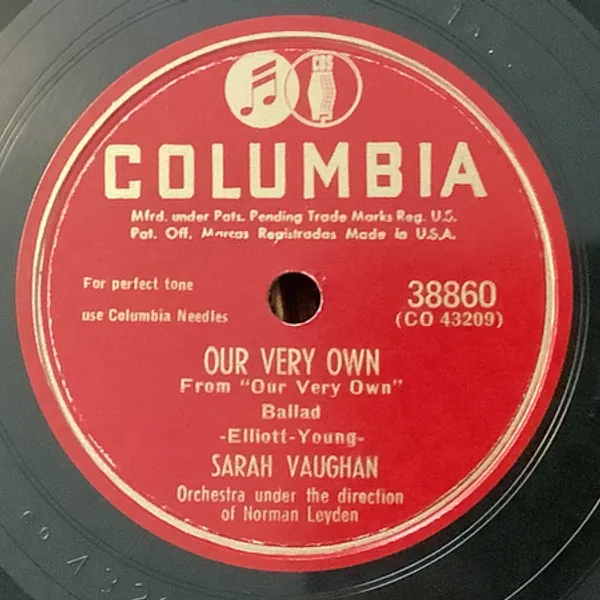 CBS
COLUMBIA
Mfrd. under Pats. Pending Trade Marks Reg. U.S.
Pat. Off. Marcas Registradas Made in U.S.A.
For perfect tone
use Columbia Needles
38860
(CO 43209)
OUR VERY OWN
From "Our Very Own"
Ballad
-Elliott-Young-
SARAH VAUGHAN
Orchestra under the direction
of Norman Leyden